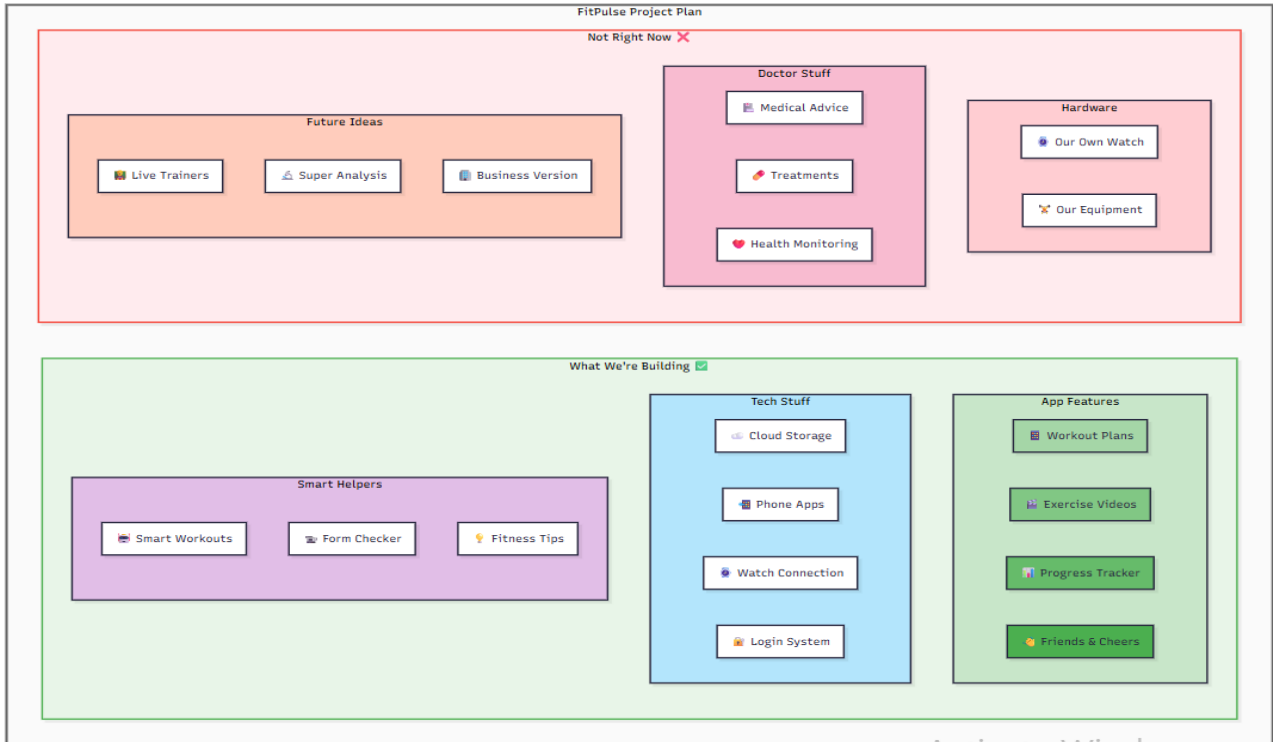 FitPulse Project Plan
Not Right Now ❌
Future Ideas
Live Trainers
Super Analysis
Business Version
Doctor Stuff
Medical Advice
Treatments
Health Monitoring
Hardware
Our Own Watch
Our Equipment
What We're Building ✅
Smart Helpers
Smart Workouts
Form Checker
Fitness Tips
Tech Stuff
Cloud Storage
Phone Apps
Watch Connection
Login System
App Features
Workout Plans
Exercise Videos
Progress Tracker
Friends & Cheers